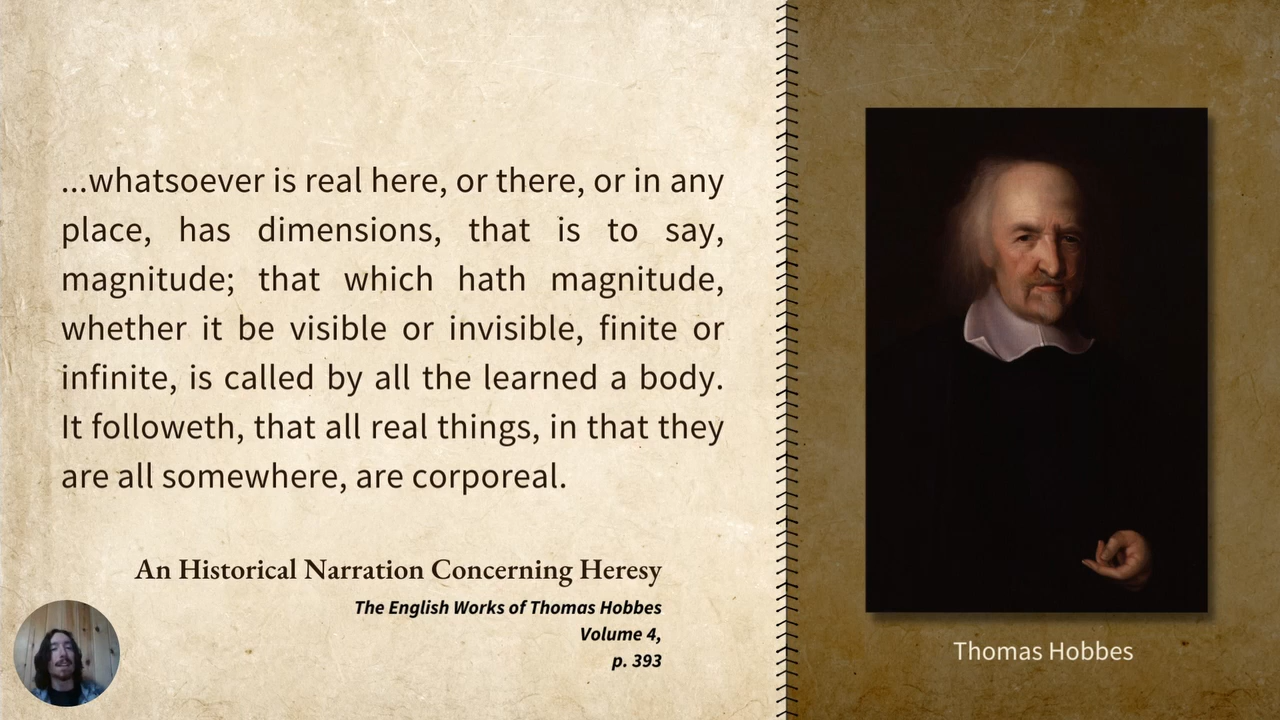 ...whatsoever is real here, or there, or in any
place, has dimensions, that is to say,
magnitude; that which hath magnitude,
whether it be visible or invisible, finite or
infinite, is called by all the learned a body.
It followeth, that all real things, in that they
are all somewhere, are corporeal.
An Historical Narration Concerning Heresy
The English Works of Thomas Hobbes
Volume 4,
p. 393
Thomas Hobbes